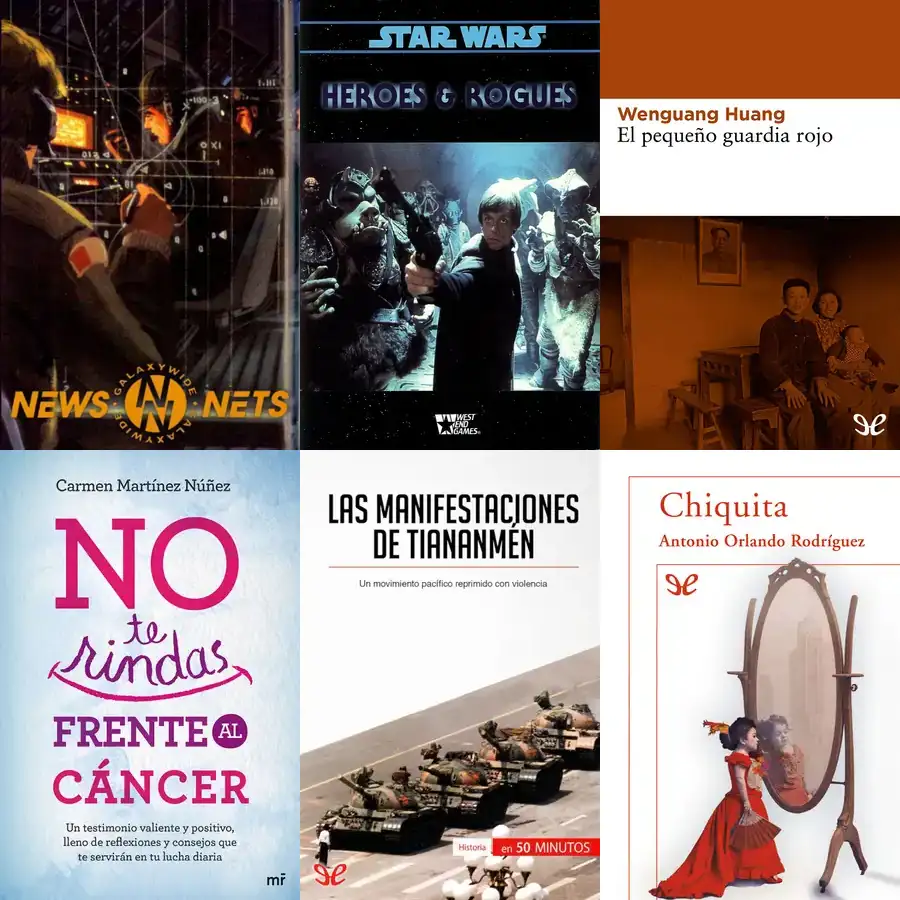 NEWS NETS
GALAXYWIDE
GALAXYWIDE
N
STAR WARS
HEROES & ROGUES
WEST
END
GAMES®
Wenguang Huang
El pequeño guardia rojo
Carmen Martínez Núñez
NO
te
rindas
FRENTE AL
CÁNCER
Un testimonio valiente y positivo,
lleno de reflexiones y consejos que
te servirán en tu lucha diaria
mr̄
LAS MANIFESTACIONES
DE TIANANMÉN
Un movimiento pacífico reprimido con violencia
Historia en 50 MINUTOS
Chiquita
Antonio Orlando Rodríguez